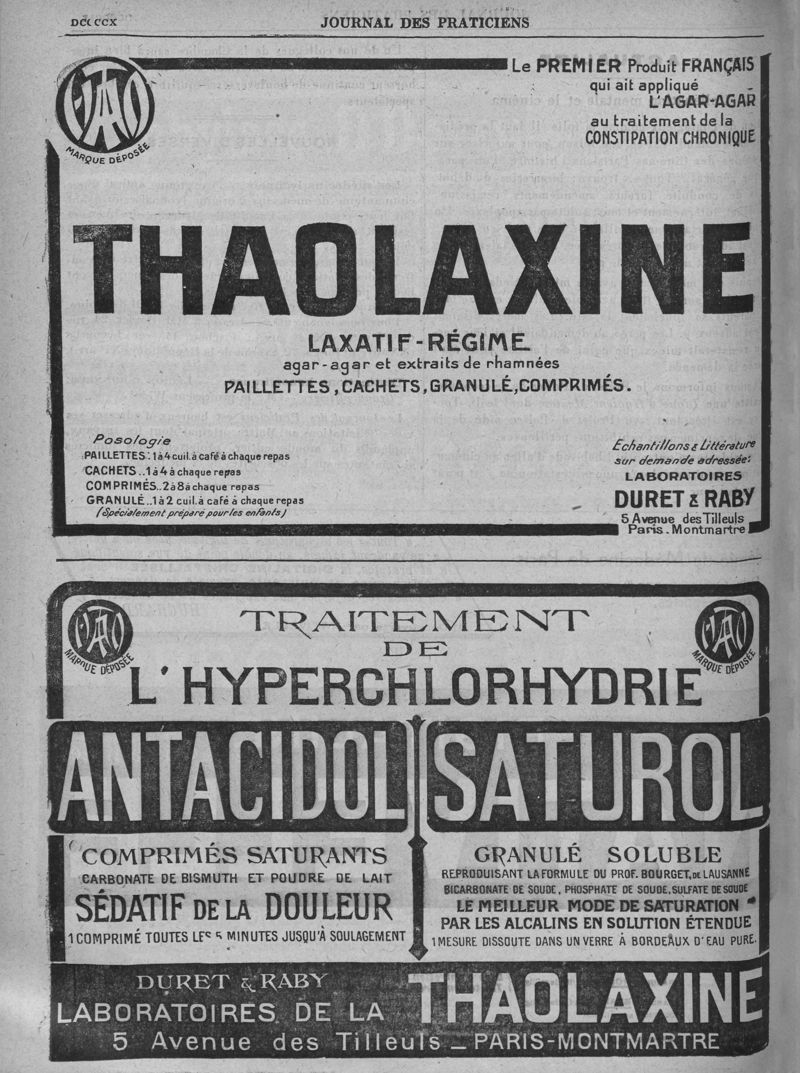 JOURNAL DES PRATICIENS
THAO
MARQUE DÉPOSÉE
Le PREMIER Produit FRANÇAIS
qui ait appliqué
L'AGAR-AGAR
au traitement de la
CONSTIPATION CHRONIQUE
THAOLAXINE
LAXATIF-RÉGIME
agar-agar et extraits de rhamnées
PAILLETTES, CACHETS, GRANULÉ, COMPRIMÉS.
Posologie
PAILLETTES: 1 à 4 cuil. à café à chaque repas
CACHETS.. 1 à 4 à chaque repas
COMPRIMÉS.. 2 à 8 à chaque repas
GRANULÉ.. 1 à 2 cuil. à café à chaque repas
(Spécialement préparé pour les enfants)
Échantillons & Littérature
sur demande adressée:
LABORATOIRES
DURET & RABY
5 Avenue des Tilleuls
Paris. Montmartre
THAO
MARQUE DÉPOSÉE
TRAITEMENT
DE
L'HYPERCHLORHYDRIE
THAO
MARQUE DÉPOSÉE
ANTACIDOL
COMPRIMÉS SATURANTS
CARBONATE DE BISMUTH ET POUDRE DE LAIT
SÉDATIF DE LA DOULEUR
1 COMPRIMÉ TOUTES LES 5 MINUTES JUSQU'À SOULAGEMENT
SATUROL
GRANULÉ SOLUBLE
REPRODUISANT LA FORMULE DU PROF. BOURGET, DE LAUSANNE
BICARBONATE DE SOUDE, PHOSPHATE DE SOUDE, SULFATE DE SOUDE
LE MEILLEUR MODE DE SATURATION
PAR LES ALCALINS EN SOLUTION ÉTENDUE
1 MESURE DISSOUTE DANS UN VERRE À BORDEAUX D'EAU PURE.
DURET & RABY
LABORATOIRES DE LA THAOLAXINE
5 Avenue des Tilleuls _ PARIS-MONTMARTRE